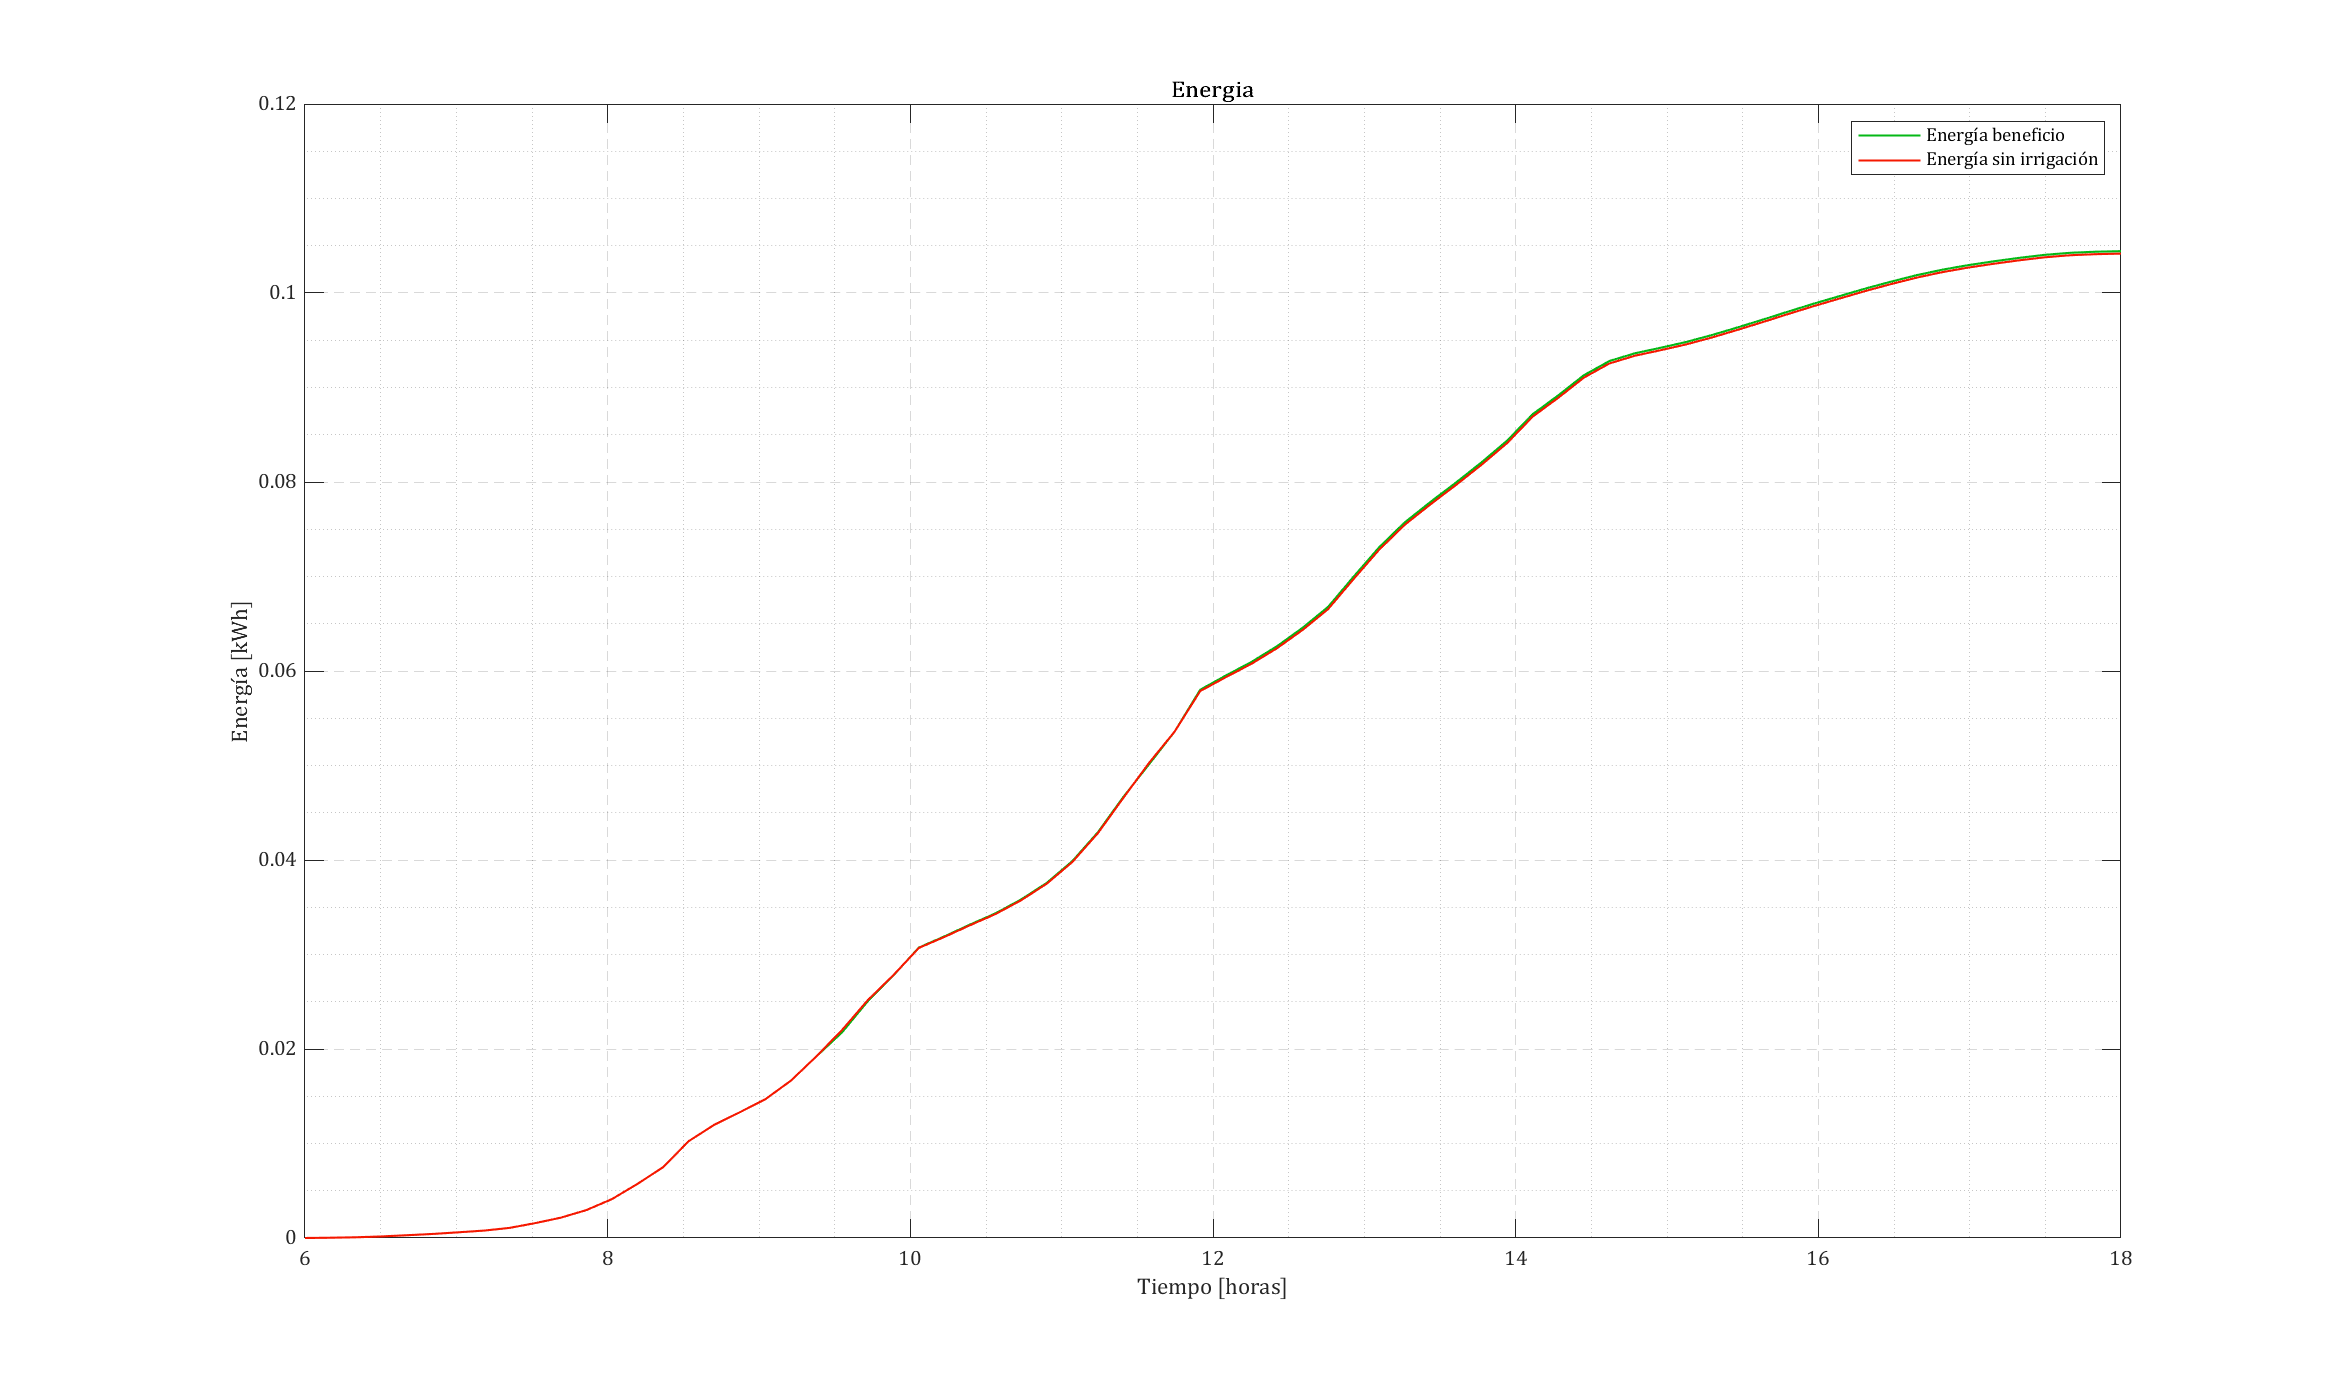 Energia
0.12
0.1
0.08
0.06
0.04
0.02
0
Energía [kWh]
Energía beneficio
Energía sin irrigación
6 8 10 12 14 16 18
Tiempo [horas]